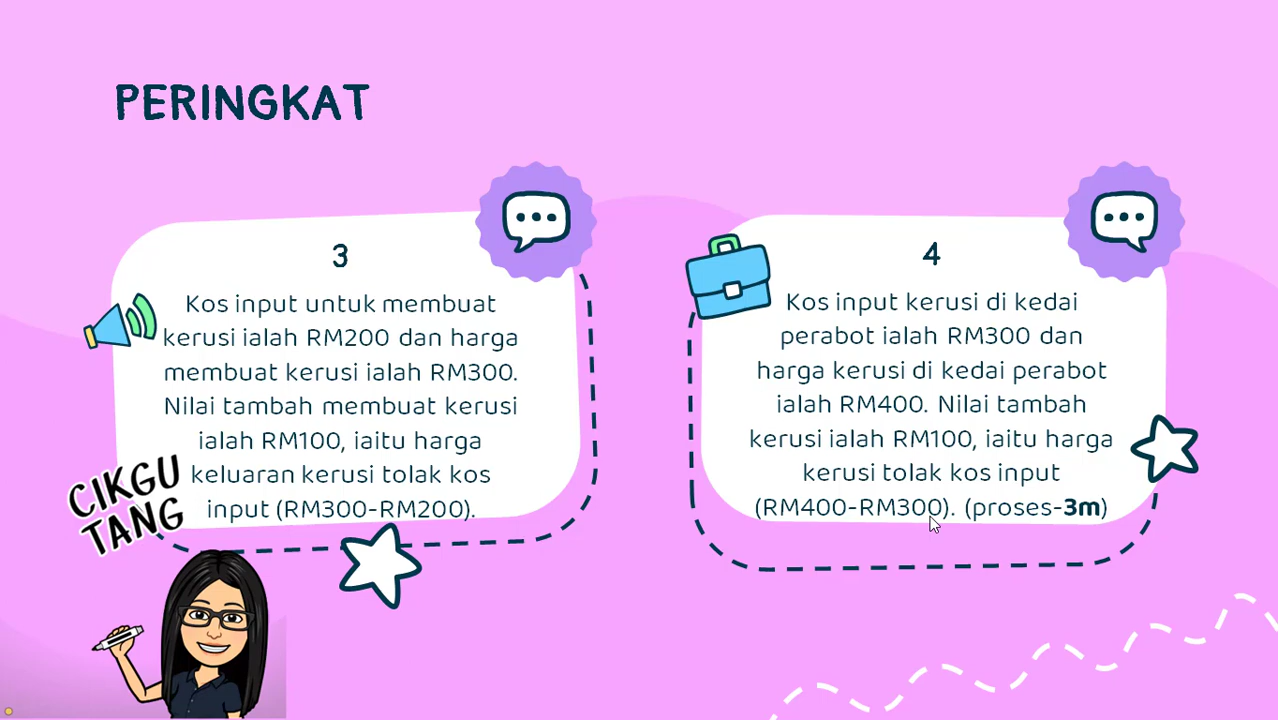 PERINGKAT
3
Kos input untuk membuat
kerusi ialah RM200 dan harga
membuat kerusi ialah RM300.
Nilai tambah membuat kerusi
ialah RM100, iaitu harga
keluaran kerusi tolak kos
input (RM300-RM200).
4
Kos input kerusi di kedai
perabot ialah RM300 dan
harga kerusi di kedai perabot
ialah RM400. Nilai tambah
kerusi ialah RM100, iaitu harga
kerusi tolak kos input
(RM400-RM300). (proses-3m)
CIKGU
TANG